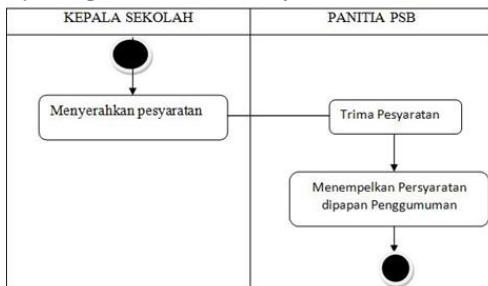 KEPALA SEKOLAH
PANITIA PSB
Menyerahkan pesyaratan
Trima Pesyaratan
Menempelkan Persyaratan
dipapan Penggumuman